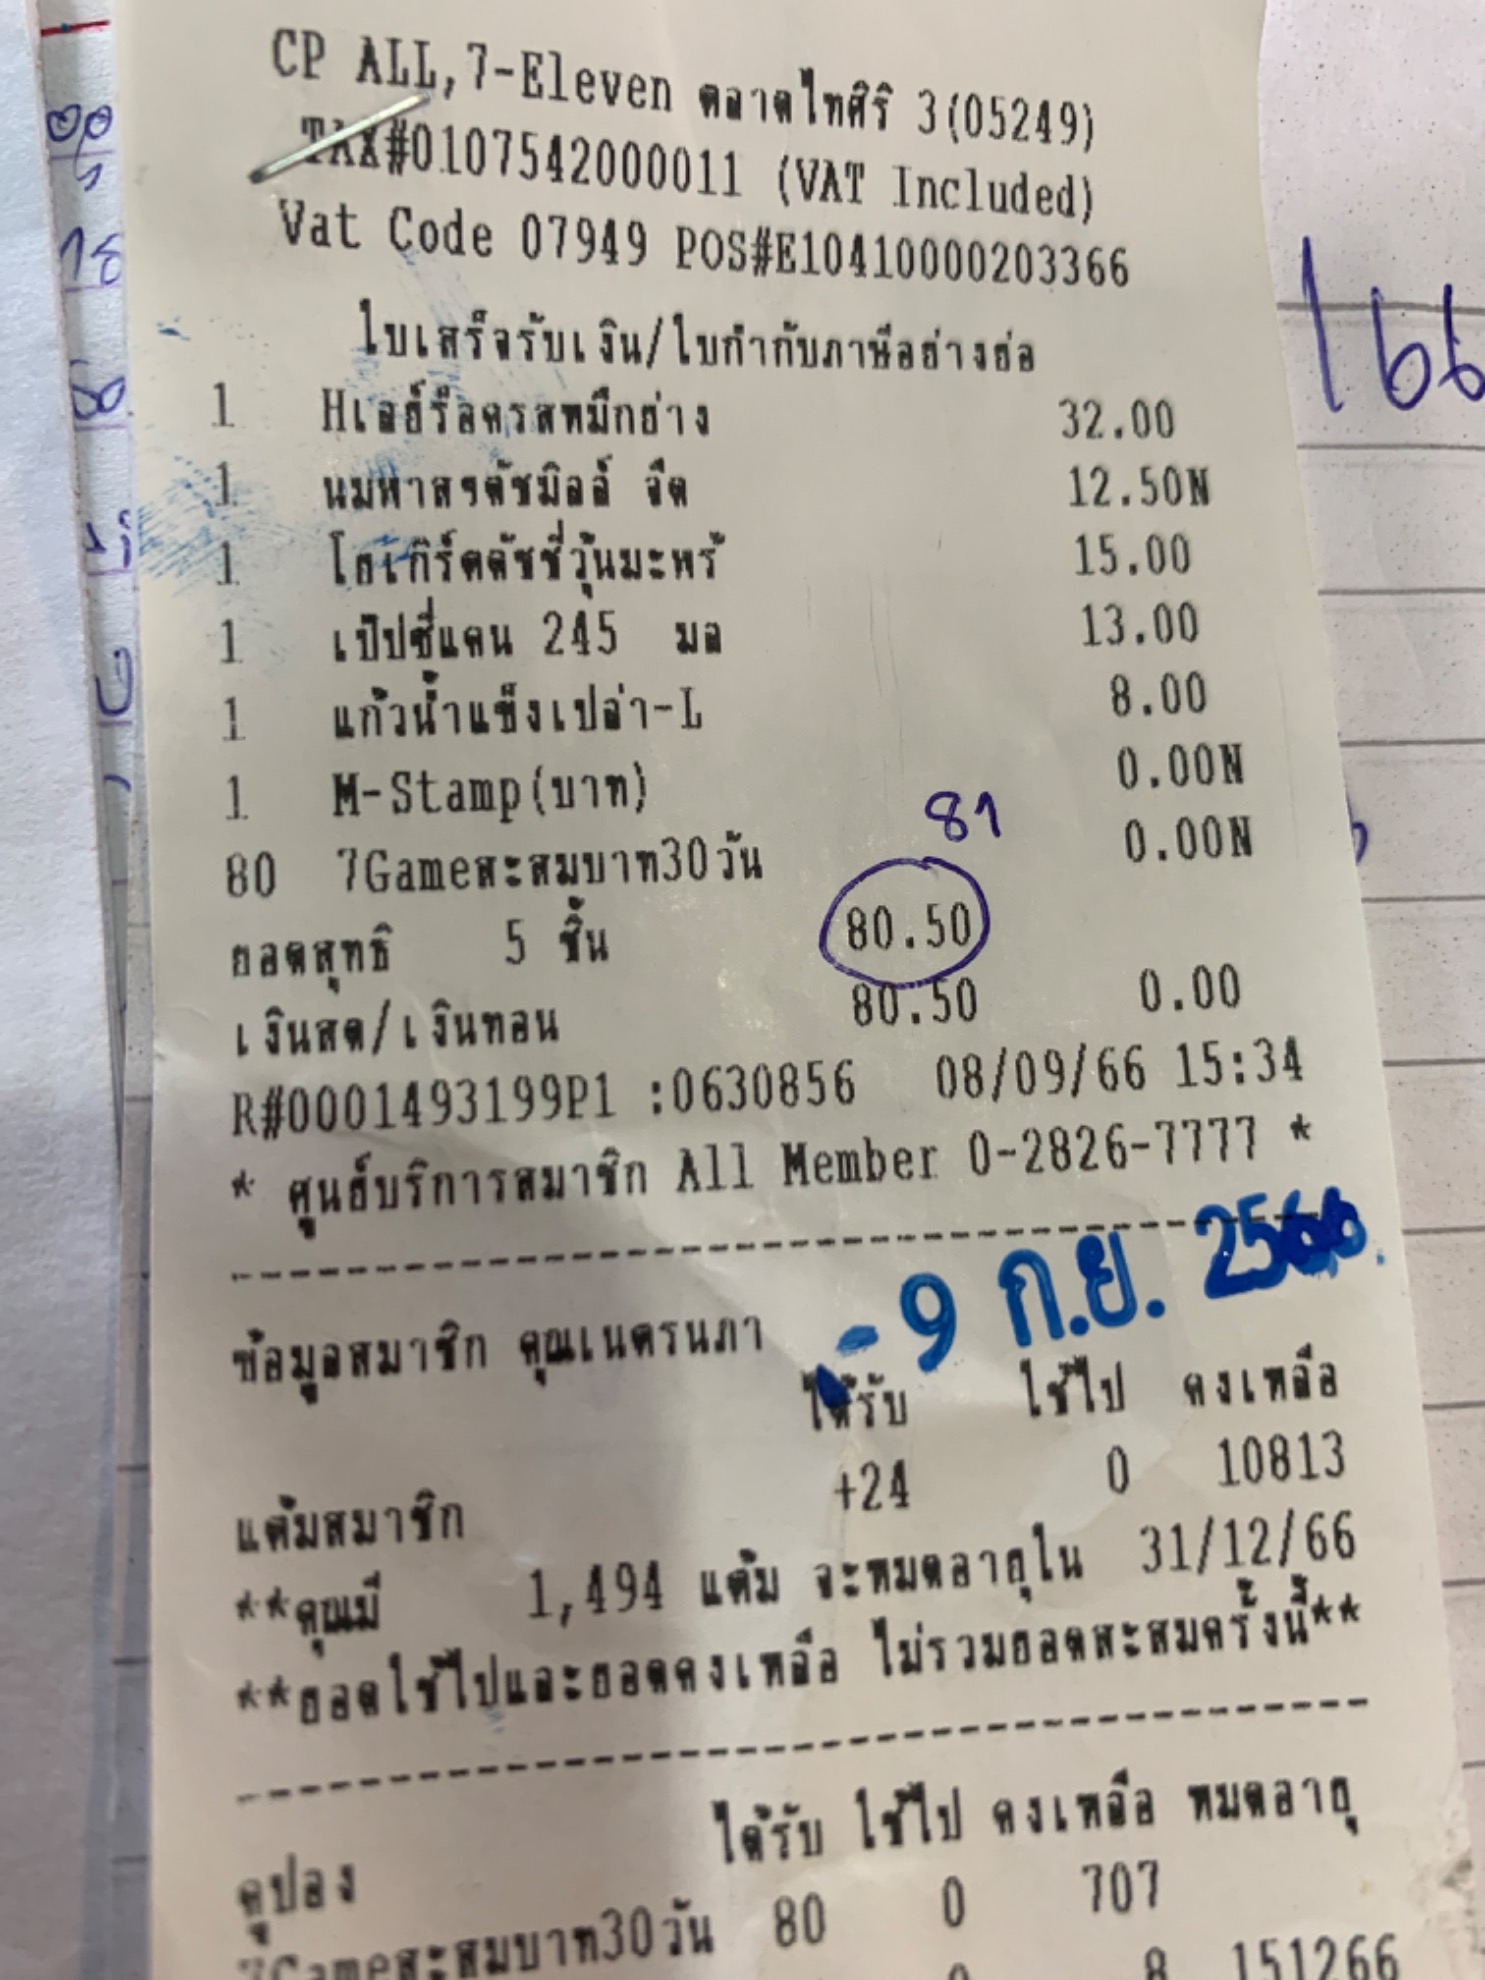 CP ALL,7-Eleven ตลาดไทศิริ 3(05249)
TAX#0107542000011 (VAT Included)
Vat Code 07949 POS#E10410000203366
ใบเสร็จรับเงิน/ใบกำกับภาษีอย่างย่อ
1 Hเลย์ร็อครสหมึกย่าง 32.00
1 นมพาสฯดัชมิลล์ จืด 12.50N
1 โยเกิร์ตดัชชี่วุ้นมะพร้ 15.00
1 เป๊ปซี่แคน 245 มล 13.00
1 แก้วน้ำแข็งเปล่า-L 8.00
1 M-Stamp(บาท) 0.00N
81
80 7Gameสะสมบาท30วัน 0.00N
ยอดสุทธิ 5 ชิ้น 80.50
เงินสด/เงินทอน 80.50 0.00
R#0001493199P1 :0630856 08/09/66 15:34
* ศูนย์บริการสมาชิก All Member 0-2826-7777 *
-9 ก.ย. 2566
ข้อมูลสมาชิก คุณเนตรนภา
ได้รับ ใช้ไป คงเหลือ
แต้มสมาชิก +24 0 10813
**คุณมี 1,494 แต้ม จะหมดอายุใน 31/12/66
**ยอดใช้ไปและยอดคงเหลือ ไม่รวมยอดสะสมครั้งนี้**
ได้รับ ใช้ไป คงเหลือ หมดอายุ
คูปอง
7Gameสะสมบาท30วัน 80 0 707
0 8 151266
166